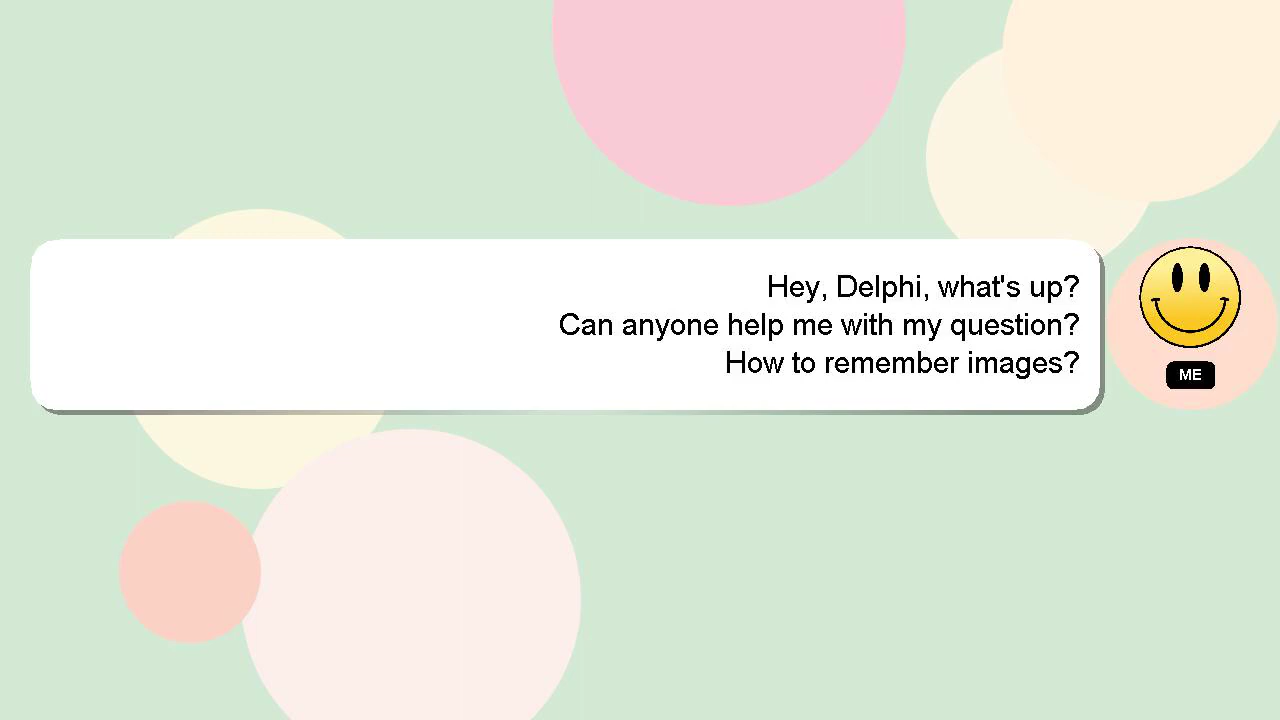 Hey, Delphi, what's up?
Can anyone help me with my question?
How to remember images?
ME